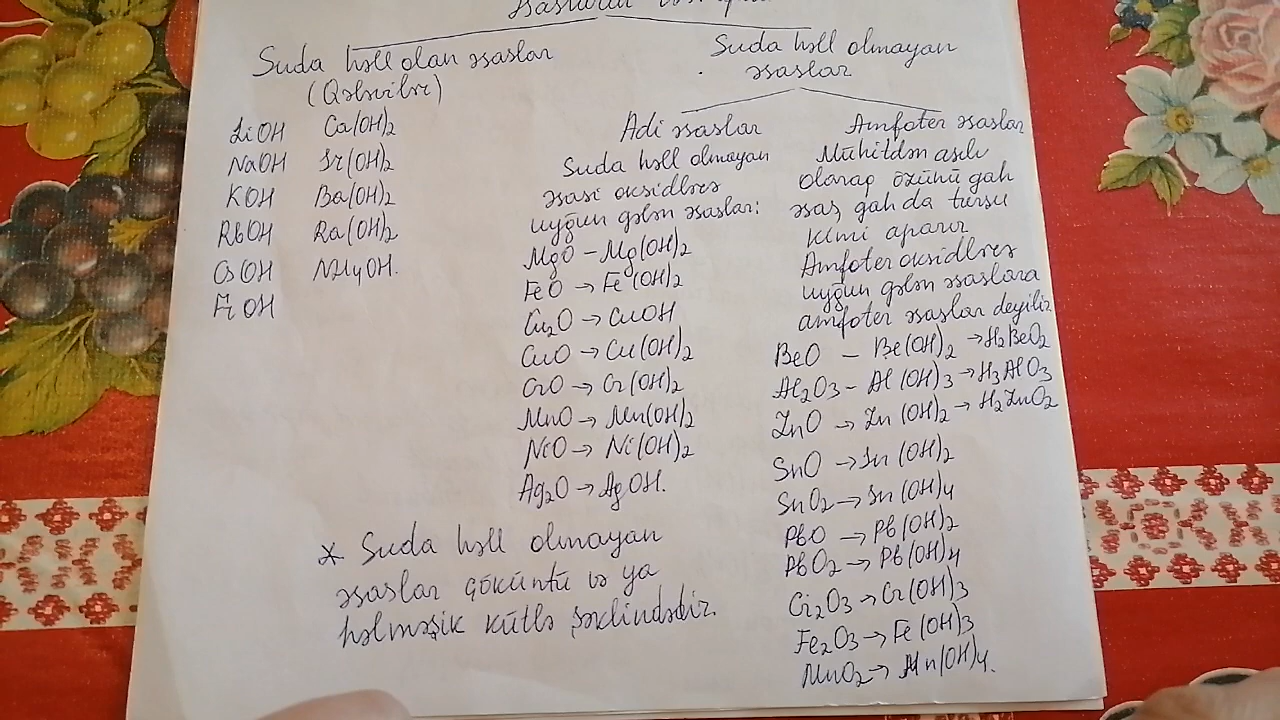 Suda həll olan əsaslar
(Qələvilər)
LiOH Ca(OH)2
NaOH Sr(OH)2
KOH Ba(OH)2
RbOH Ra(OH)2
CsOH NH4OH.
FrOH
Suda həll olmayan
əsaslar
Adi əsaslar
Suda həll olmayan
əsasi oksidlərə
uyğun gələn əsaslar:
MgO - Mg(OH)2
FeO → Fe(OH)2
Cu2O → CuOH
CuO → Cu(OH)2
CrO → Cr(OH)2
MnO → Mn(OH)2
NiO → Ni(OH)2
Ag2O → AgOH.
Amfoter əsaslar
Mühitdən asılı
olaraq özünü gah
əsas, gah da turşu
kimi aparır
Amfoter oksidlərə
uyğun gələn əsaslara
amfoter əsaslar deyilir
BeO - Be(OH)2 → H2BeO2
Al2O3 - Al(OH)3 → H3AlO3
ZnO → Zn(OH)2 → H2ZnO2
SnO → Sn(OH)2
SnO2 → Sn(OH)4
PbO → Pb(OH)2
PbO2 → Pb(OH)4
Cr2O3 → Cr(OH)3
Fe2O3 → Fe(OH)3
MnO2 → Mn(OH)4.
* Suda həll olmayan
əsaslar çöküntü və ya
həlməşik kütlə şəklindədir.